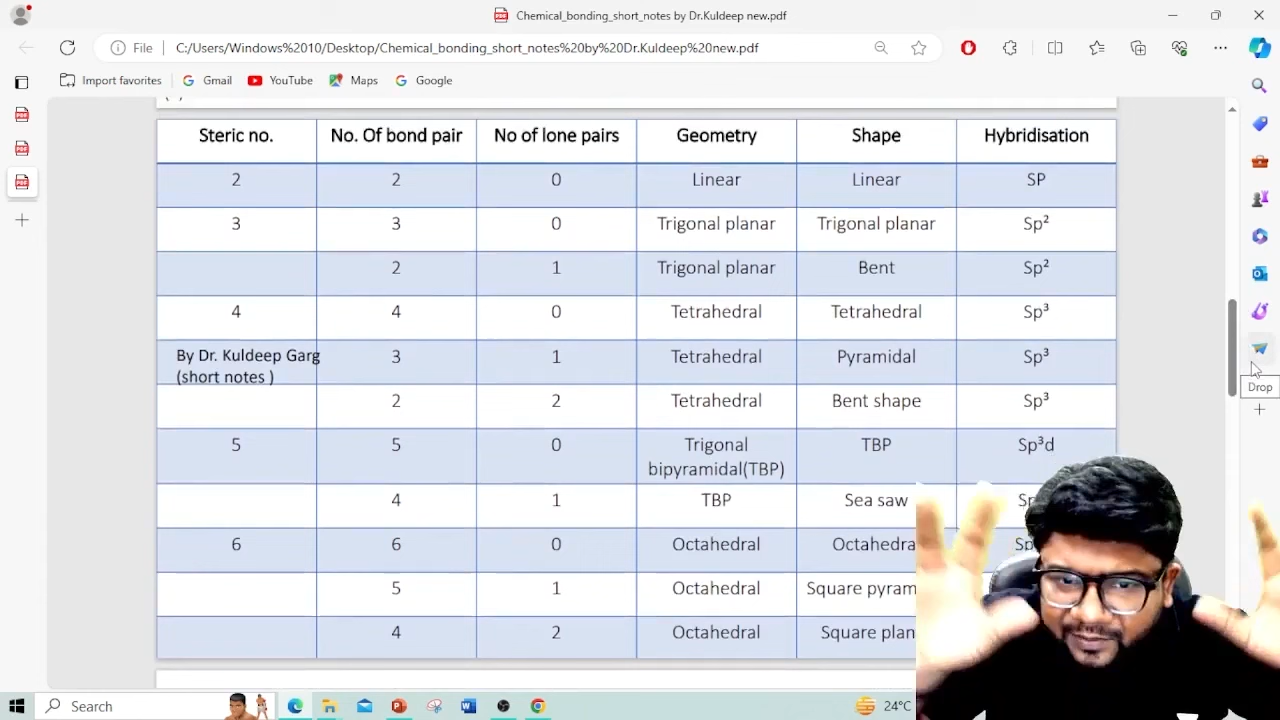 Chemical_bonding_short_notes by Dr.Kuldeep new.pdf
File C:/Users/Windows%2010/Desktop/Chemical_bonding_short_notes%20by%20Dr.Kuldeep%20new.pdf
Import favorites Gmail YouTube Maps Google
Steric no. No. Of bond pair No of lone pairs Geometry Shape Hybridisation
2 2 0 Linear Linear SP
3 3 0 Trigonal planar Trigonal planar Sp²
2 1 Trigonal planar Bent Sp²
4 4 0 Tetrahedral Tetrahedral Sp³
By Dr. Kuldeep Garg
(short notes )
3 1 Tetrahedral Pyramidal Sp³
Drop
2 2 Tetrahedral Bent shape Sp³
5 5 0 Trigonal
bipyramidal(TBP) TBP Sp³d
4 1 TBP Sea saw
6 6 0 Octahedral Octahedra
5 1 Octahedral Square pyram
4 2 Octahedral Square plan
Search 24°C